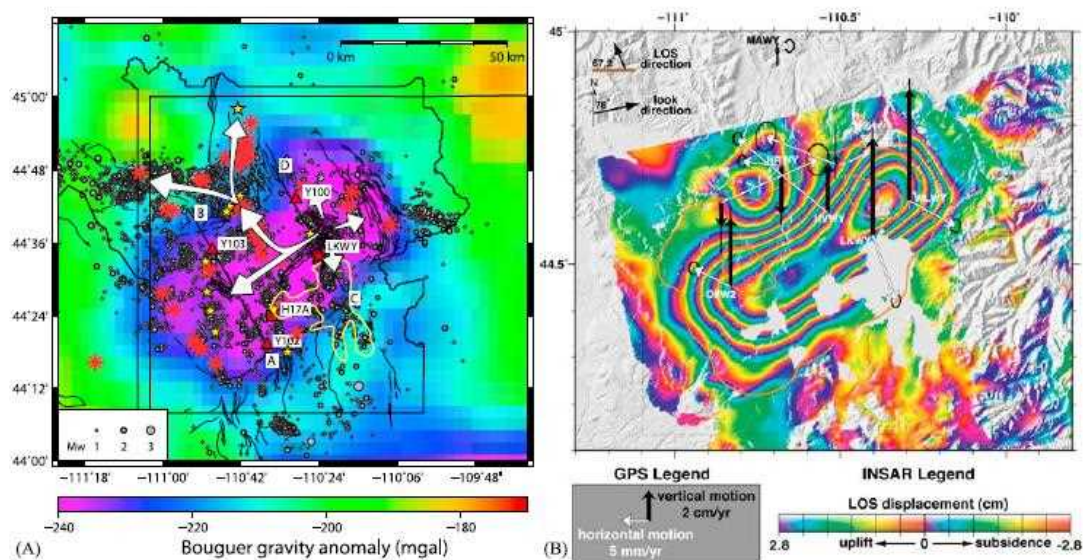 0 km
50 km
45°00'
44°48'
44°36'
44°24'
44°12'
44°00'
D
Y100
B
Y103
LKWY
C
H17A
Y102
A
Mw 1 2 3
-111°18'
-111°00'
-110°42'
-110°24'
-110°06'
-109°48'
-240
-220
-200
-180
Bouguer gravity anomaly (mgal)
(A)
-111°
-110.5°
-110°
45°
44.5°
MAWY
LOS
direction
N
look
direction
78°
HVWY
LKWY
WLWY
OFW2
GPS Legend
vertical motion
2 cm/yr
horizontal motion
5 mm/yr
INSAR Legend
LOS displacement (cm)
2.8
uplift
0
subsidence
-2.8
(B)